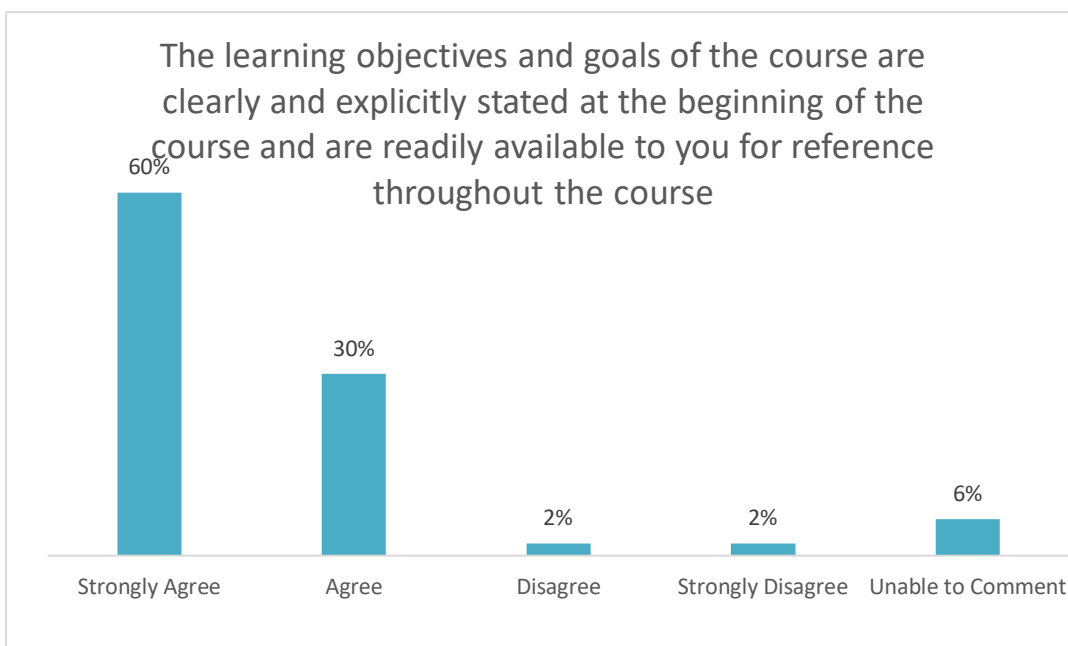 The learning objectives and goals of the course are
clearly and explicitly stated at the beginning of the
course and are readily available to you for reference
throughout the course
60%
30%
2%
2%
6%
Strongly Agree
Agree
Disagree
Strongly Disagree
Unable to Comment